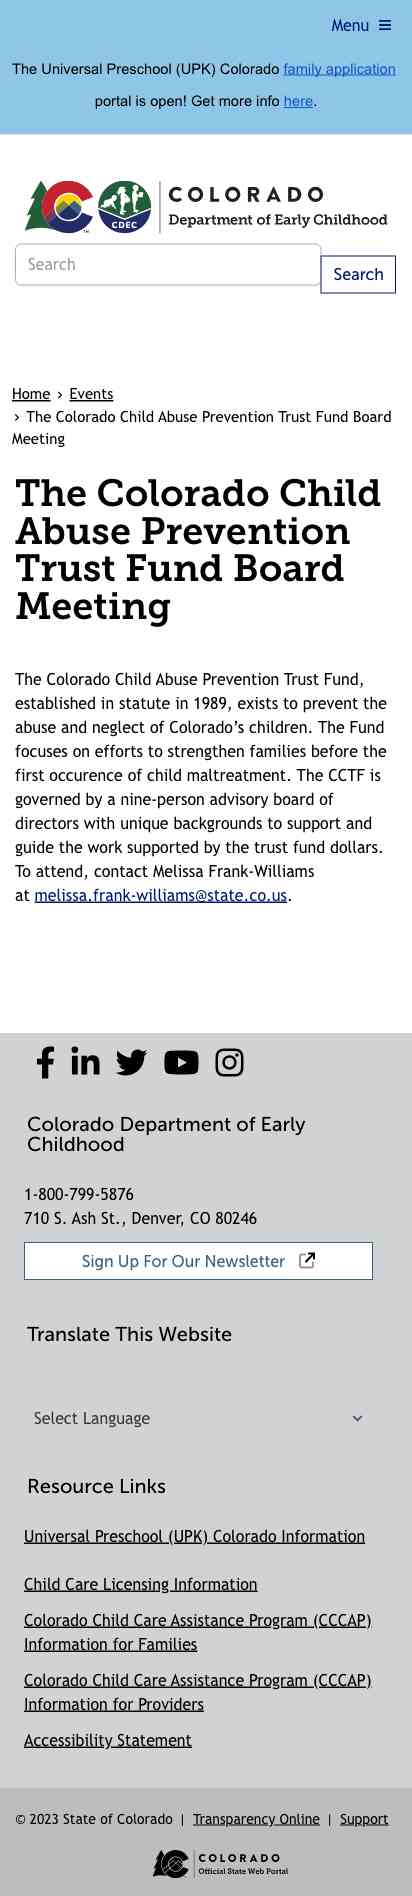 Menu
The Universal Preschool (UPK) Colorado family application
portal is open! Get more info here.
COLORADO
CDEC
Department of Early Childhood
Search
Search
Home › Events
› The Colorado Child Abuse Prevention Trust Fund Board
Meeting
The Colorado Child
Abuse Prevention
Trust Fund Board
Meeting
The Colorado Child Abuse Prevention Trust Fund,
established in statute in 1989, exists to prevent the
abuse and neglect of Colorado’s children. The Fund
focuses on efforts to strengthen families before the
first occurence of child maltreatment. The CCTF is
governed by a nine-person advisory board of
directors with unique backgrounds to support and
guide the work supported by the trust fund dollars.
To attend, contact Melissa Frank-Williams
at melissa.frank-williams@state.co.us.
Colorado Department of Early
Childhood
1-800-799-5876
710 S. Ash St., Denver, CO 80246
Sign Up For Our Newsletter
Translate This Website
Select Language
Resource Links
Universal Preschool (UPK) Colorado Information
Child Care Licensing Information
Colorado Child Care Assistance Program (CCCAP)
Information for Families
Colorado Child Care Assistance Program (CCCAP)
Information for Providers
Accessibility Statement
© 2023 State of Colorado | Transparency Online | Support
COLORADO
Official State Web Portal